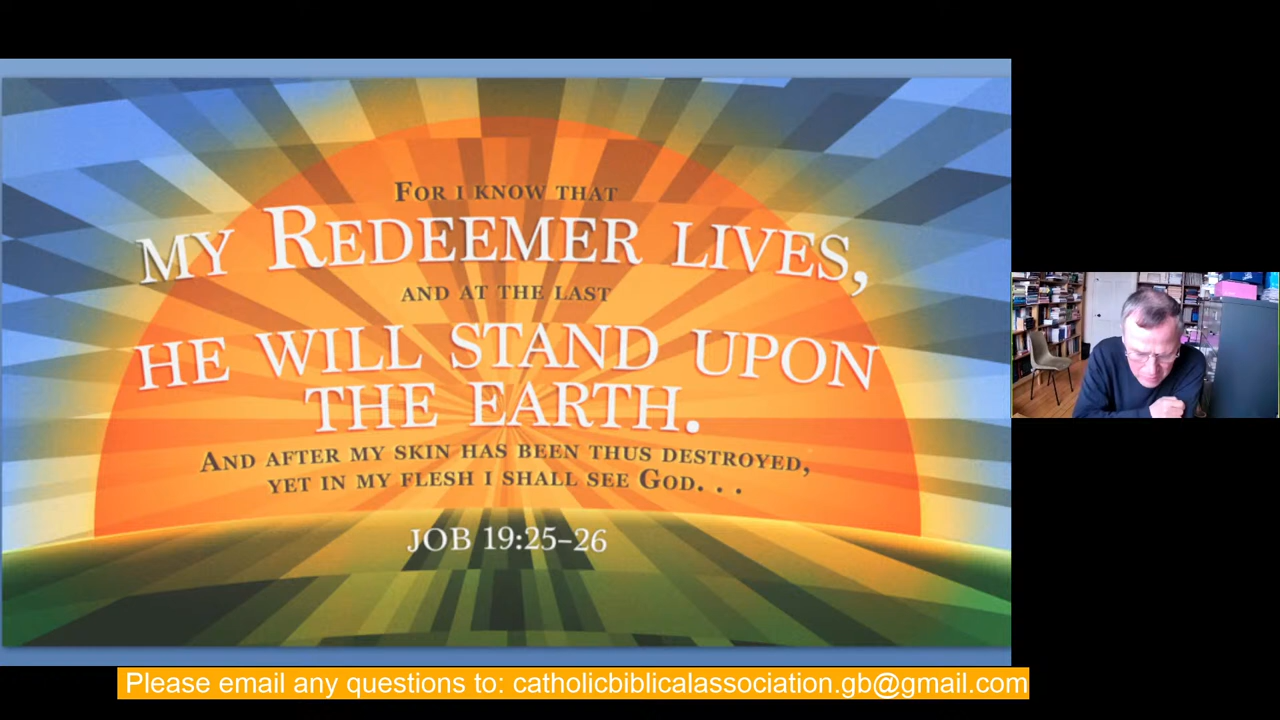 For I know that
my Redeemer lives,
and at the last
he will stand upon
the earth.
And after my skin has been thus destroyed,
yet in my flesh I shall see God. . .
JOB 19:25–26
Please email any questions to: catholicbiblicalassociation.gb@gmail.com